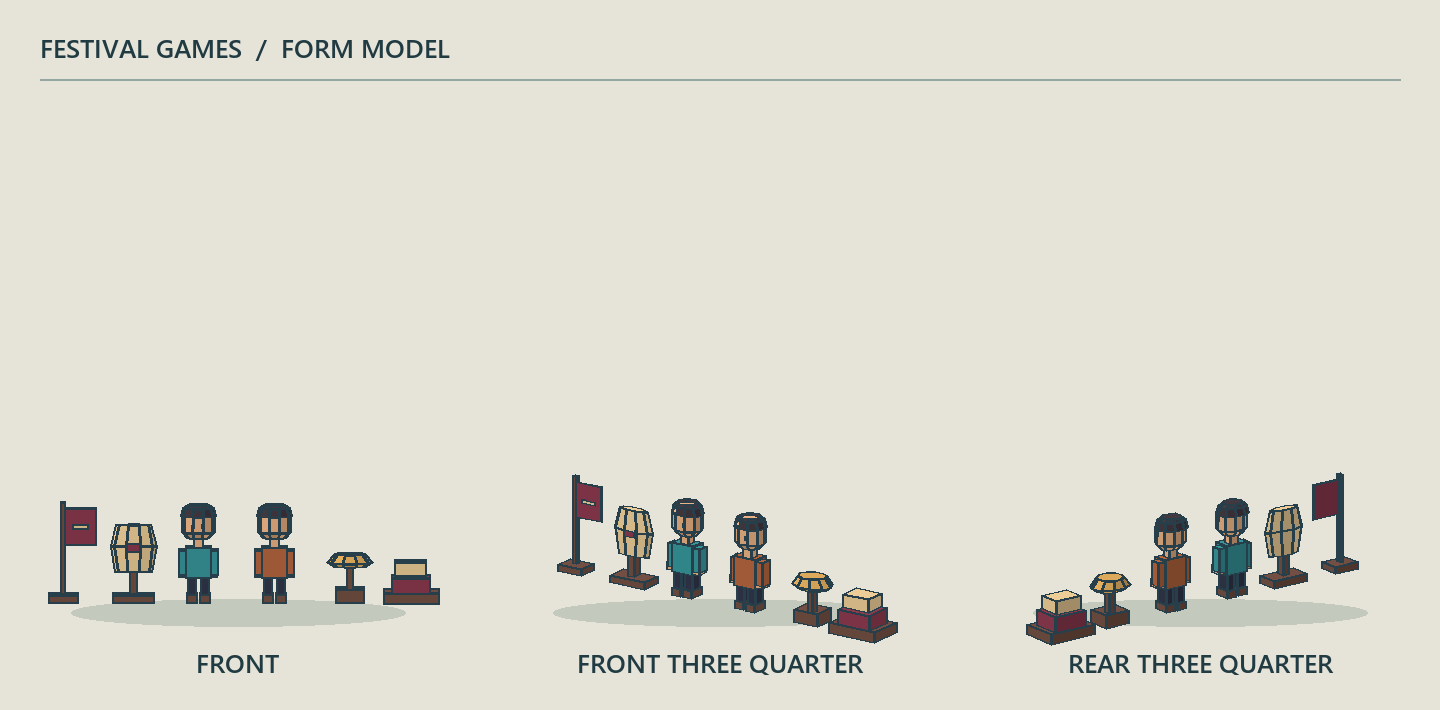 FESTIVAL GAMES / FORM MODEL
FRONT
FRONT THREE QUARTER
REAR THREE QUARTER